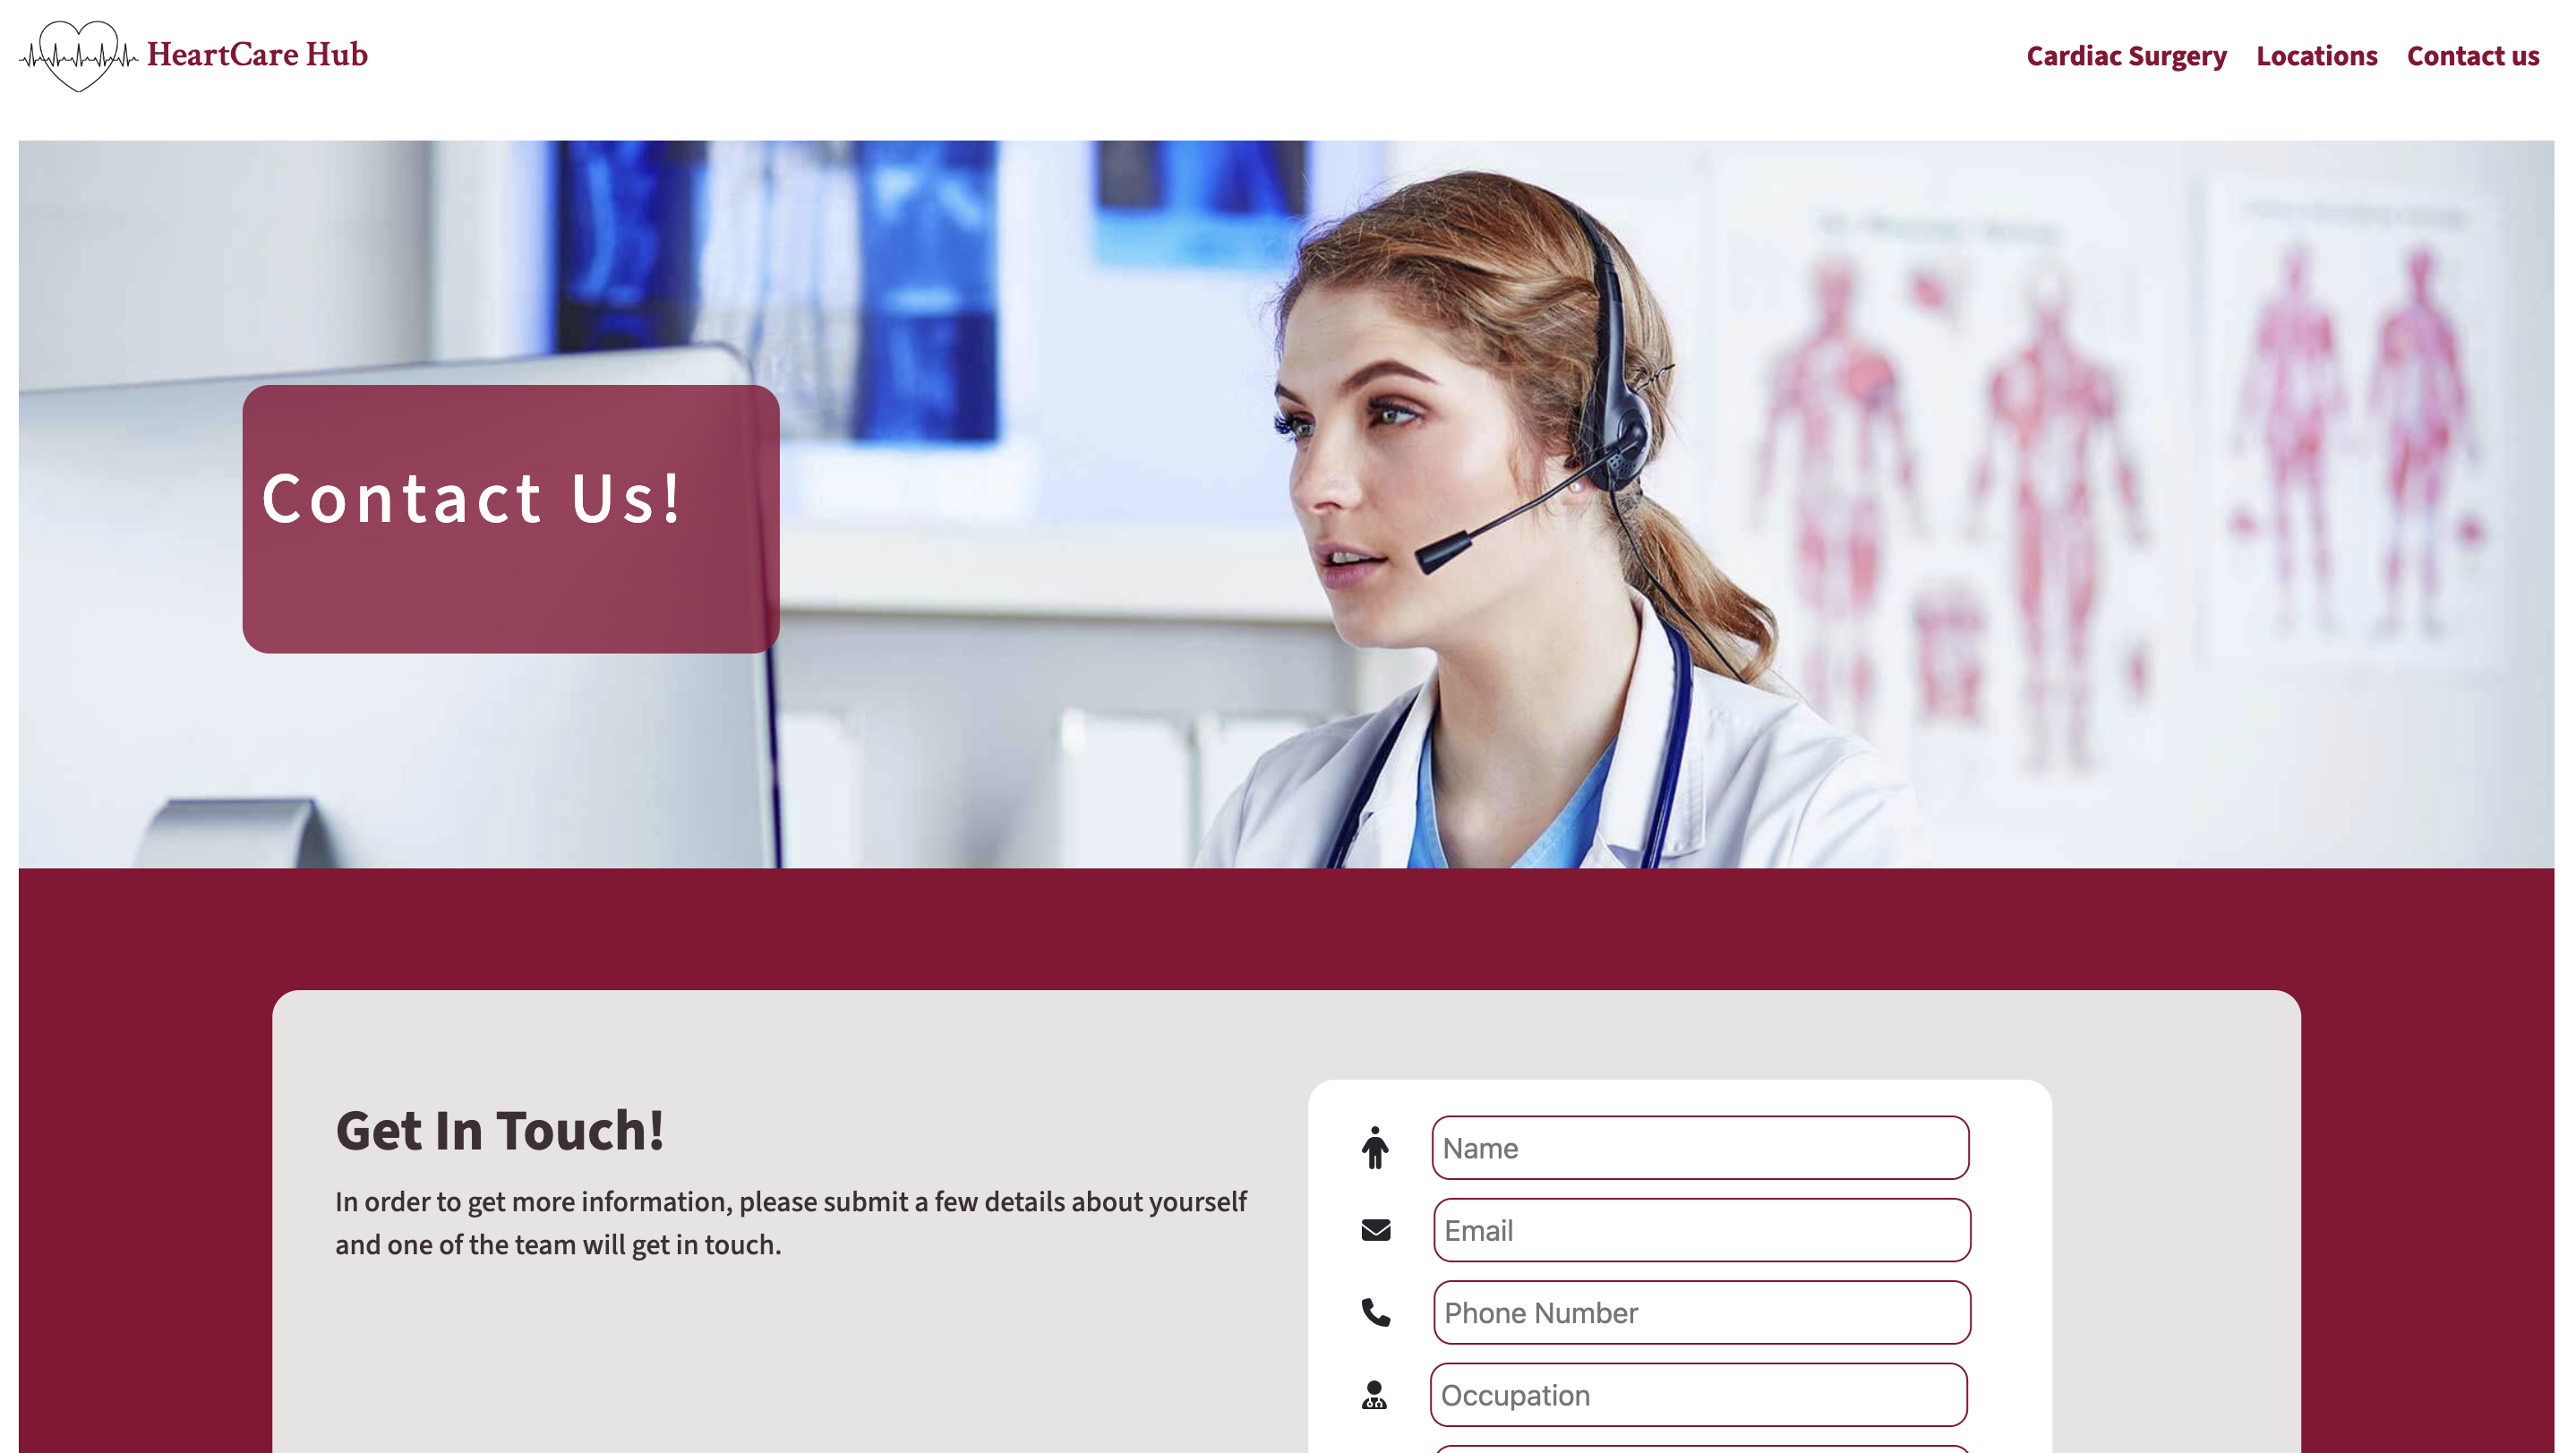 HeartCare Hub
Cardiac Surgery Locations Contact us
Contact Us!
Get In Touch!
In order to get more information, please submit a few details about yourself
and one of the team will get in touch.
Name
Email
Phone Number
Occupation